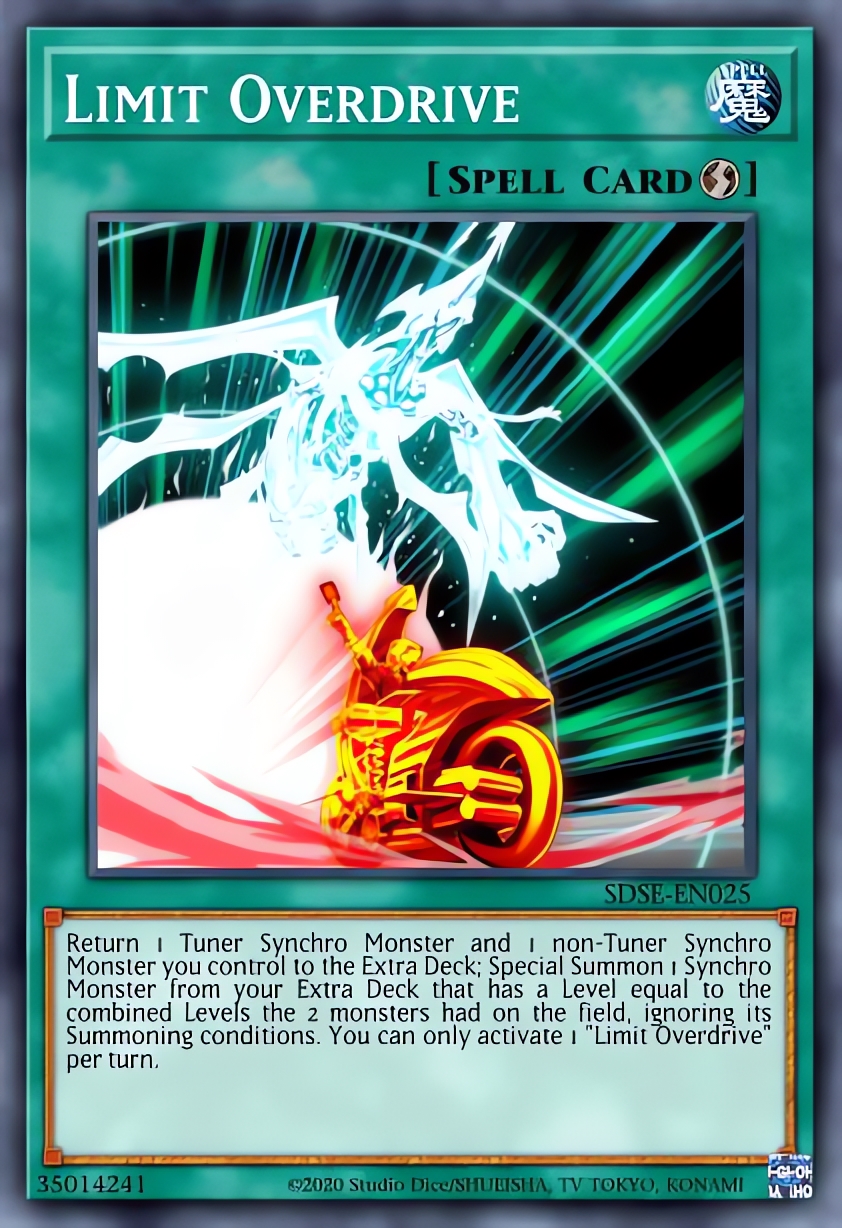 LIMIT OVERDRIVE
魔
[SPELL CARD]
SDSE-EN025
Return 1 Tuner Synchro Monster and 1 non-Tuner Synchro
Monster you control to the Extra Deck; Special Summon 1 Synchro
Monster from your Extra Deck that has a Level equal to the
combined Levels the 2 monsters had on the field, ignoring its
Summoning conditions. You can only activate 1 "Limit Overdrive"
per turn.
35014241 ©2020 Studio Dice/SHUEISHA, TV TOKYO, KONAMI